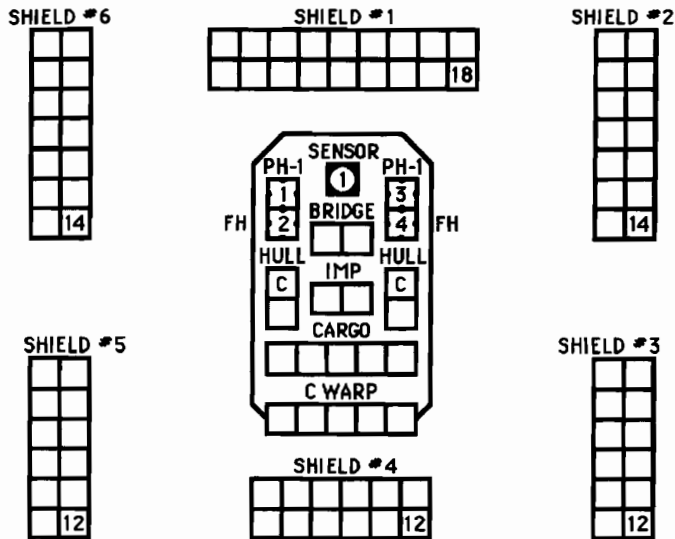 SHIELD #6 SHIELD #1 SHIELD #2
18
SENSOR
PH-1 1 PH-1
1 3
FH 2 BRIDGE 4 FH
14 14
HULL IMP HULL
C C
CARGO
SHIELD #5 SHIELD #3
C WARP
SHIELD #4
12 12 12